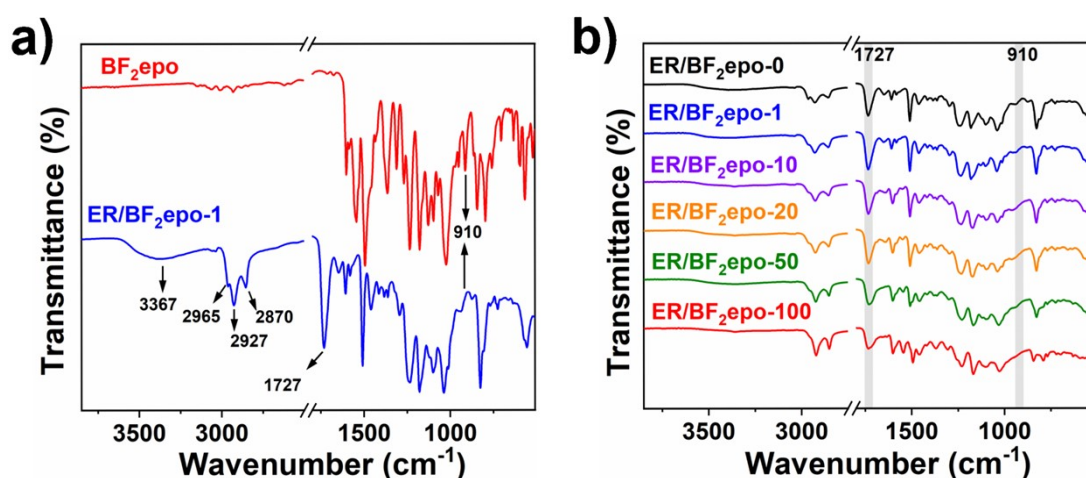 a)
Transmittance (%)
BF₂epo
ER/BF₂epo-1
910
3367
2965
2870
2927
1727
3500
3000
1500
1000
Wavenumber (cm⁻¹)
b)
Transmittance (%)
1727
910
ER/BF₂epo-0
ER/BF₂epo-1
ER/BF₂epo-10
ER/BF₂epo-20
ER/BF₂epo-50
ER/BF₂epo-100
3500
3000
1500
1000
Wavenumber (cm⁻¹)